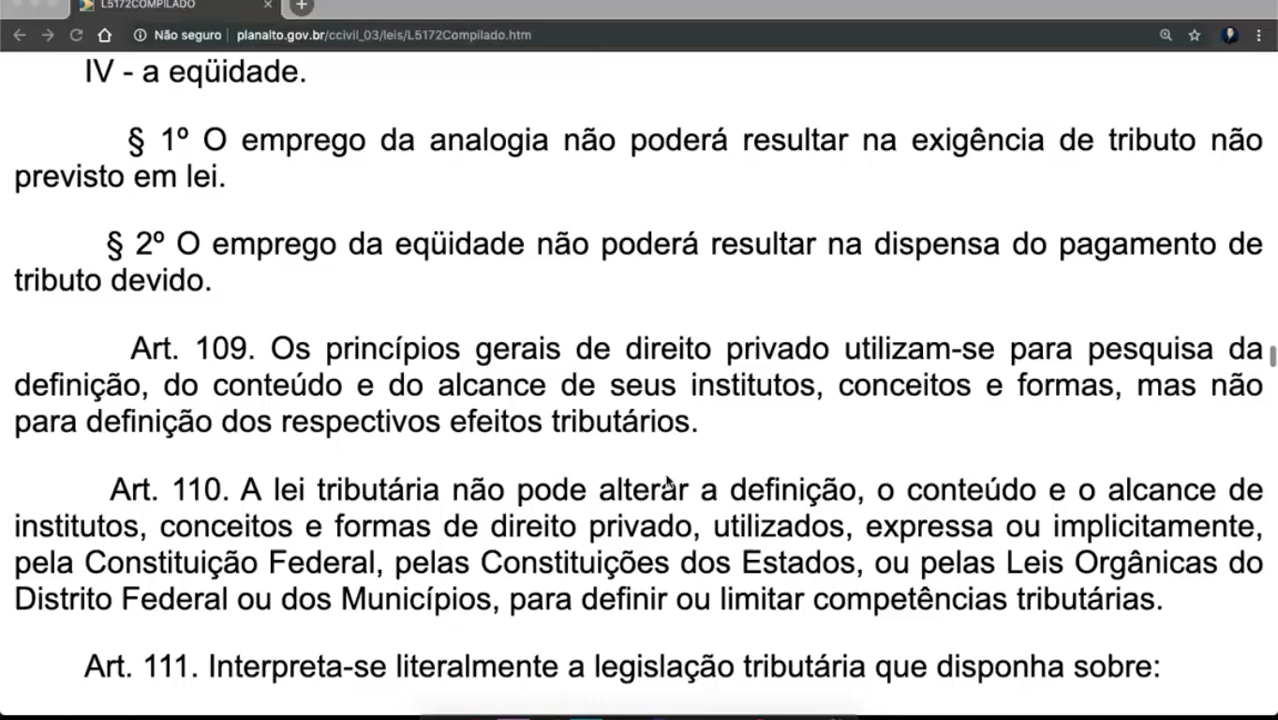 L5172COMPILADO
Não seguro planalto.gov.br/ccivil_03/leis/L5172Compilado.htm
IV - a eqüidade.
§ 1º O emprego da analogia não poderá resultar na exigência de tributo não
previsto em lei.
§ 2º O emprego da eqüidade não poderá resultar na dispensa do pagamento de
tributo devido.
Art. 109. Os princípios gerais de direito privado utilizam-se para pesquisa da
definição, do conteúdo e do alcance de seus institutos, conceitos e formas, mas não
para definição dos respectivos efeitos tributários.
Art. 110. A lei tributária não pode alterar a definição, o conteúdo e o alcance de
institutos, conceitos e formas de direito privado, utilizados, expressa ou implicitamente,
pela Constituição Federal, pelas Constituições dos Estados, ou pelas Leis Orgânicas do
Distrito Federal ou dos Municípios, para definir ou limitar competências tributárias.
Art. 111. Interpreta-se literalmente a legislação tributária que disponha sobre: